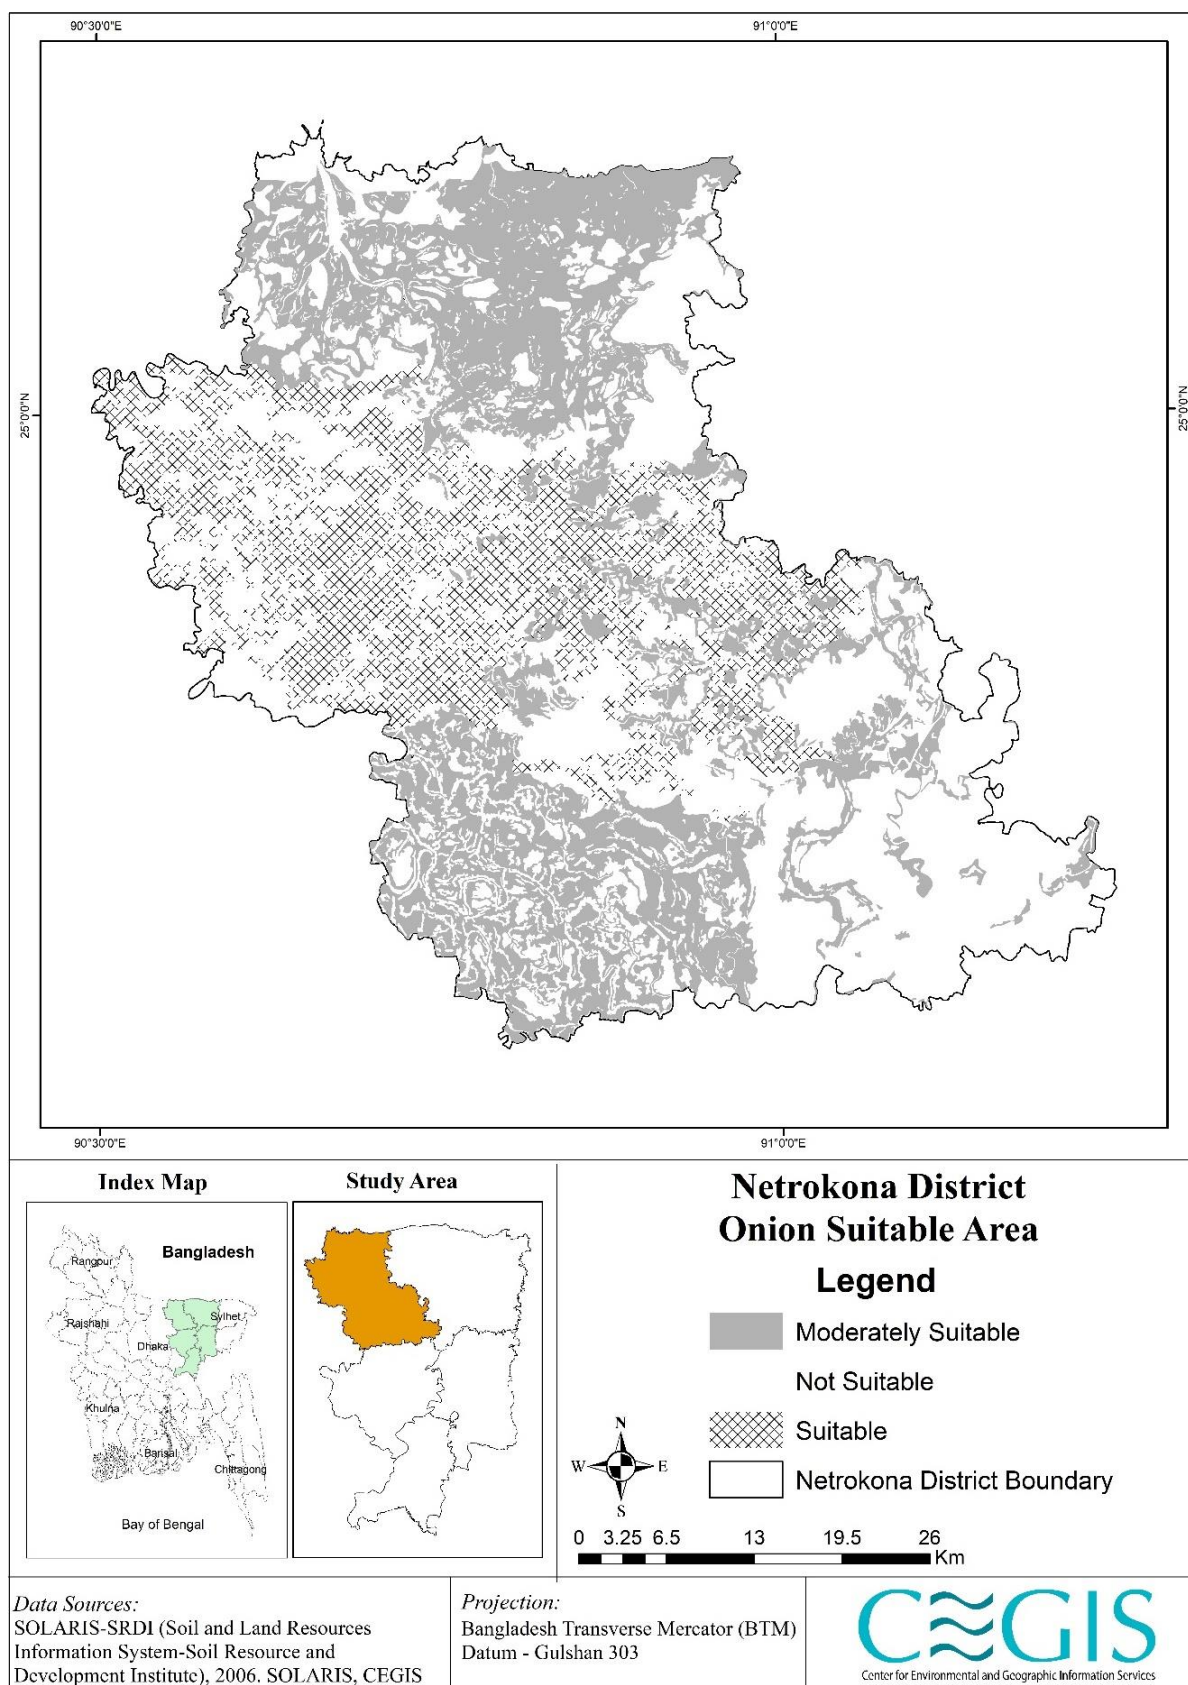 90°30'0"E
91°0'0"E
25°0'0"N
25°0'0"N
90°30'0"E
91°0'0"E
Index Map
Bangladesh
Rangpur
Rajshahi
Sylhet
Dhaka
Khulna
Barisal
Chittagong
Bay of Bengal
Study Area
Netrokona District
Onion Suitable Area
Legend
Moderately Suitable
Not Suitable
Suitable
Netrokona District Boundary
N
W
E
S
0 3.25 6.5 13 19.5 26
Km
Data Sources:
SOLARIS-SRDI (Soil and Land Resources
Information System-Soil Resource and
Development Institute), 2006. SOLARIS, CEGIS
Projection:
Bangladesh Transverse Mercator (BTM)
Datum - Gulshan 303
CEGIS
Center for Environmental and Geographic Information Services